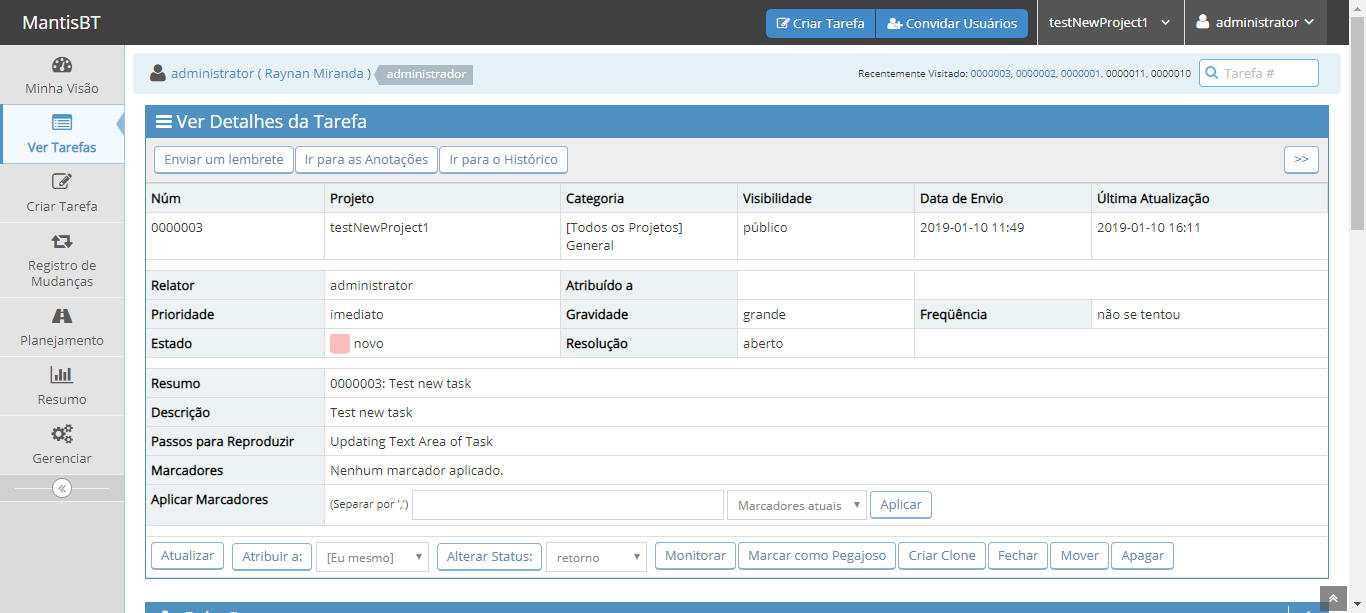 MantisBT
Criar Tarefa
Convidar Usuários
testNewProject1
administrator
Minha Visão
Ver Tarefas
Criar Tarefa
Registro de
Mudanças
Planejamento
Resumo
Gerenciar
administrator ( Raynan Miranda ) administrador
Recentemente Visitado: 0000003, 0000002, 0000001, 0000011, 0000010
Tarefa #
Ver Detalhes da Tarefa
Enviar um lembrete Ir para as Anotações Ir para o Histórico >>
Núm Projeto Categoria Visibilidade Data de Envio Última Atualização
0000003 testNewProject1 [Todos os Projetos] público 2019-01-10 11:49 2019-01-10 16:11
General
Relator administrator Atribuído a
Prioridade imediato Gravidade grande Freqüência não se tentou
Estado novo Resolução aberto
Resumo 0000003: Test new task
Descrição Test new task
Passos para Reproduzir Updating Text Area of Task
Marcadores Nenhum marcador aplicado.
Aplicar Marcadores (Separar por ',') Marcadores atuais Aplicar
Atualizar Atribuir a: [Eu mesmo] Alterar Status: retorno Monitorar Marcar como Pegajoso Criar Clone Fechar Mover Apagar